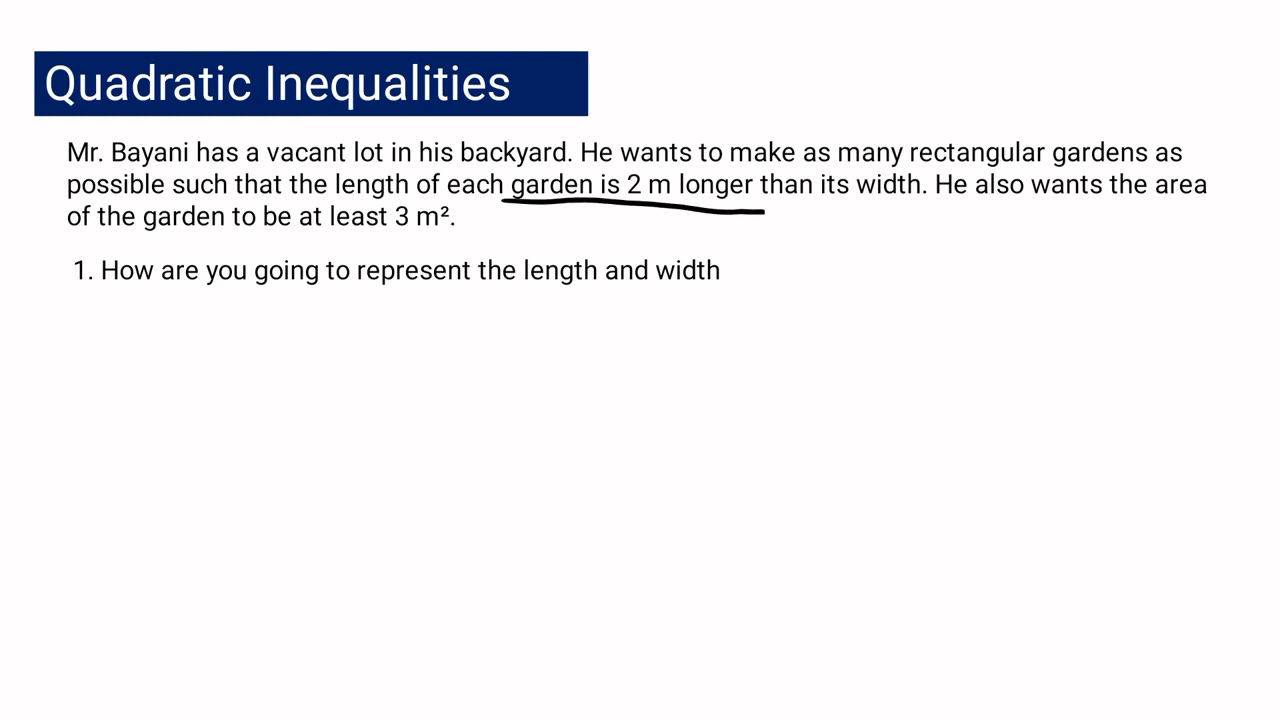 Quadratic Inequalities
Mr. Bayani has a vacant lot in his backyard. He wants to make as many rectangular gardens as
possible such that the length of each garden is 2 m longer than its width. He also wants the area
of the garden to be at least 3 m².
1. How are you going to represent the length and width